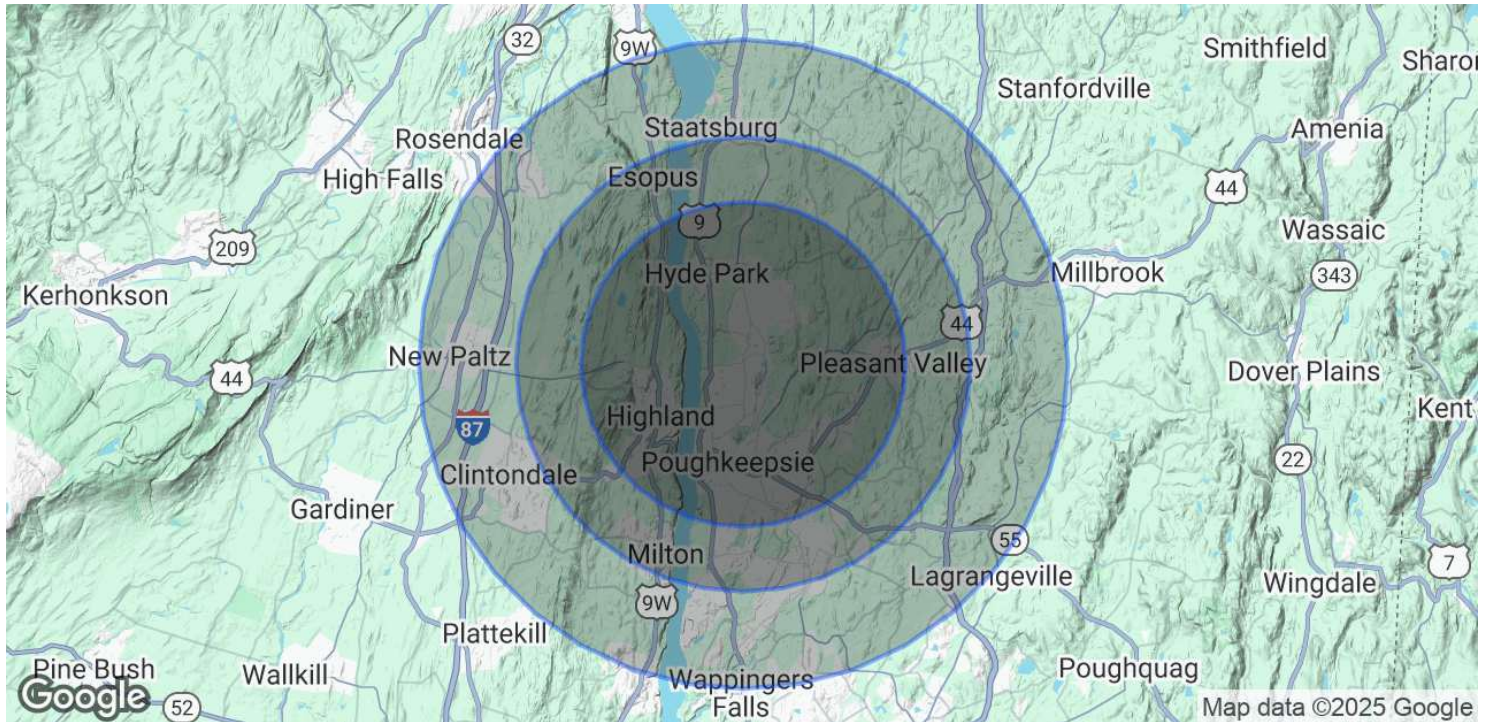 32
9W
Smithfield
Sharon
Stanfordville
Amenia
Rosendale
Staatsburg
High Falls
Esopus
44
209
9
Wassaic
Hyde Park
Millbrook
343
Kerhonkson
44
New Paltz
Pleasant Valley
44
Dover Plains
Highland
Kent
87
Poughkeepsie
Clintondale
22
Gardiner
55
Milton
7
Lagrangeville
Wingdale
9W
Plattekill
Pine Bush
Wallkill
Wappingers
Falls
Poughquag
Google
52
Map data ©2025 Google